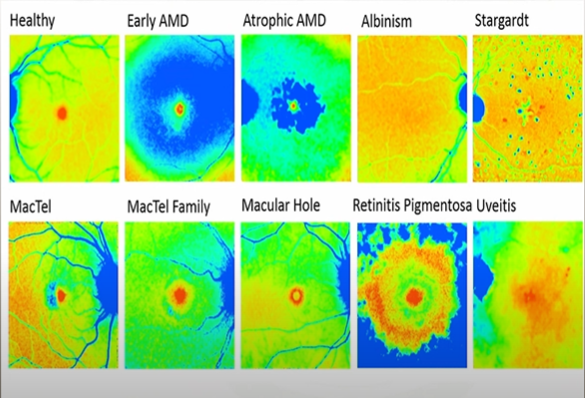 Healthy Early AMD Atrophic AMD Albinism Stargardt
MacTel MacTel Family Macular Hole Retinitis Pigmentosa Uveitis